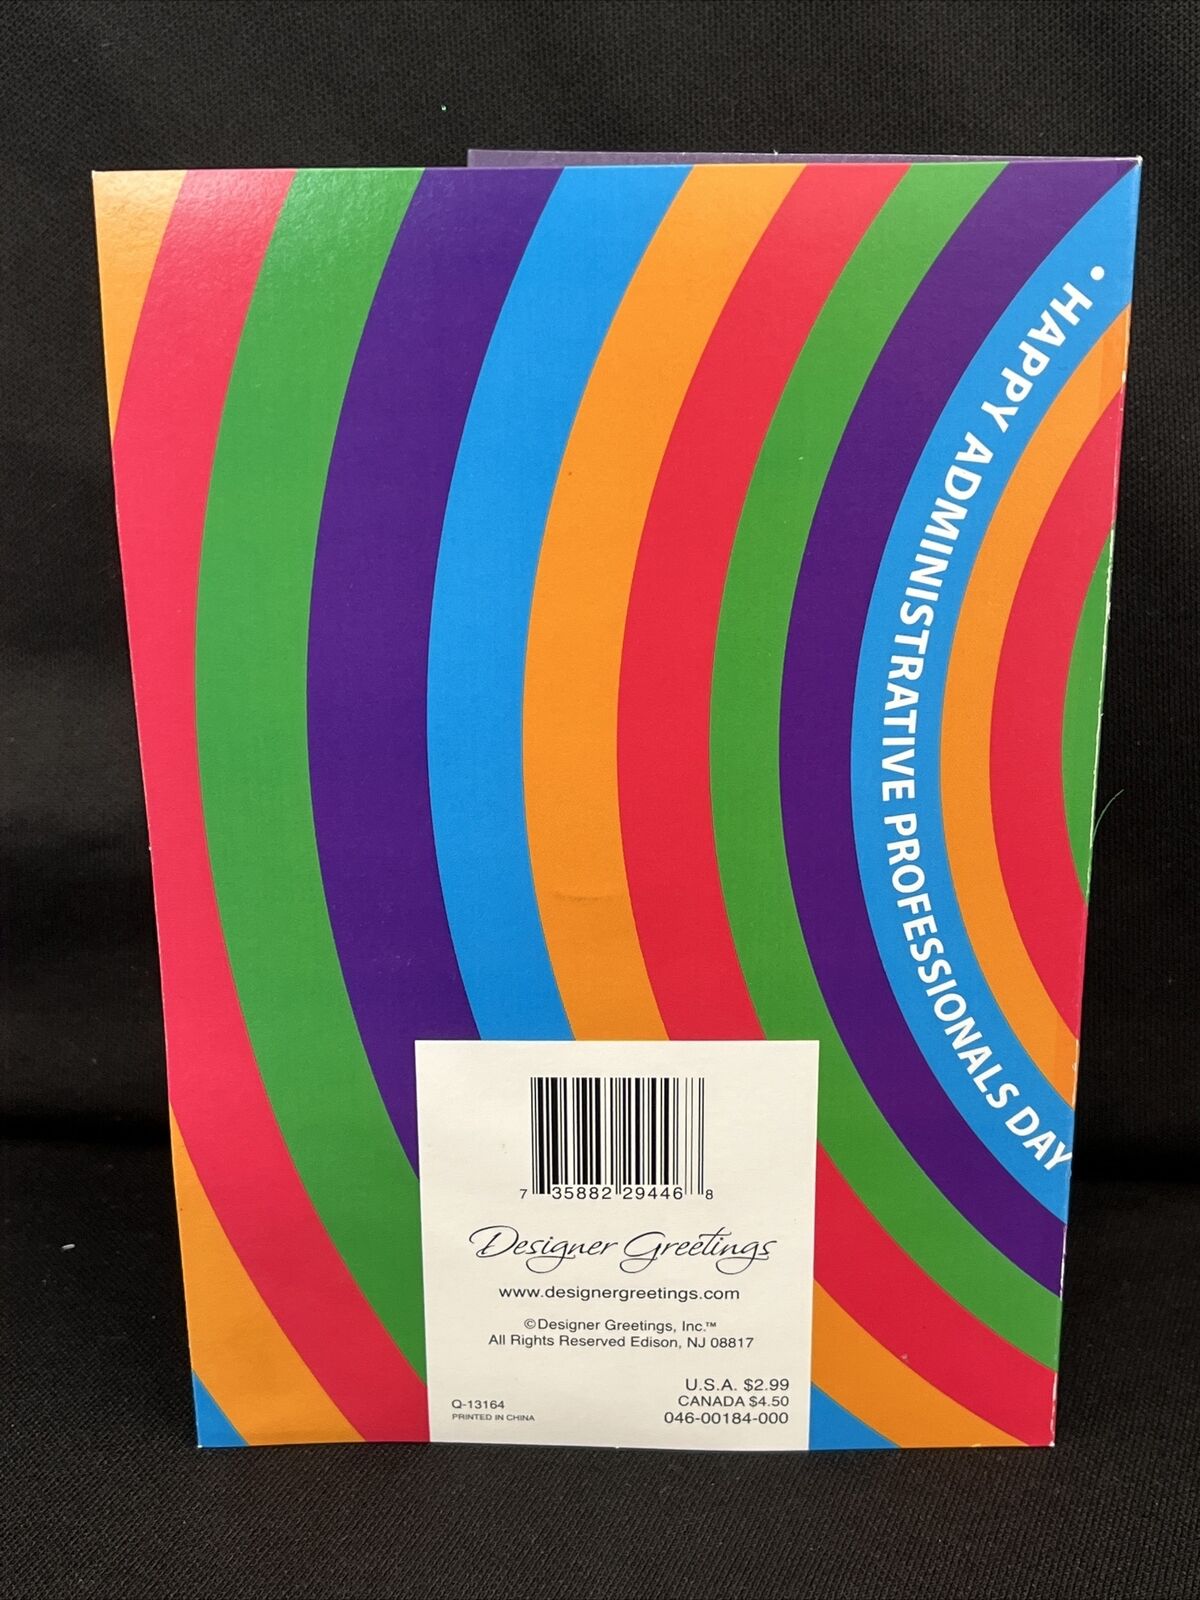 • HAPPY ADMINISTRATIVE PROFESSIONALS DAY
7 35882 29446 8
Designer Greetings
www.designergreetings.com
©Designer Greetings, Inc.™
All Rights Reserved Edison, NJ 08817
U.S.A. $2.99
Q-13164 CANADA $4.50
PRINTED IN CHINA 046-00184-000